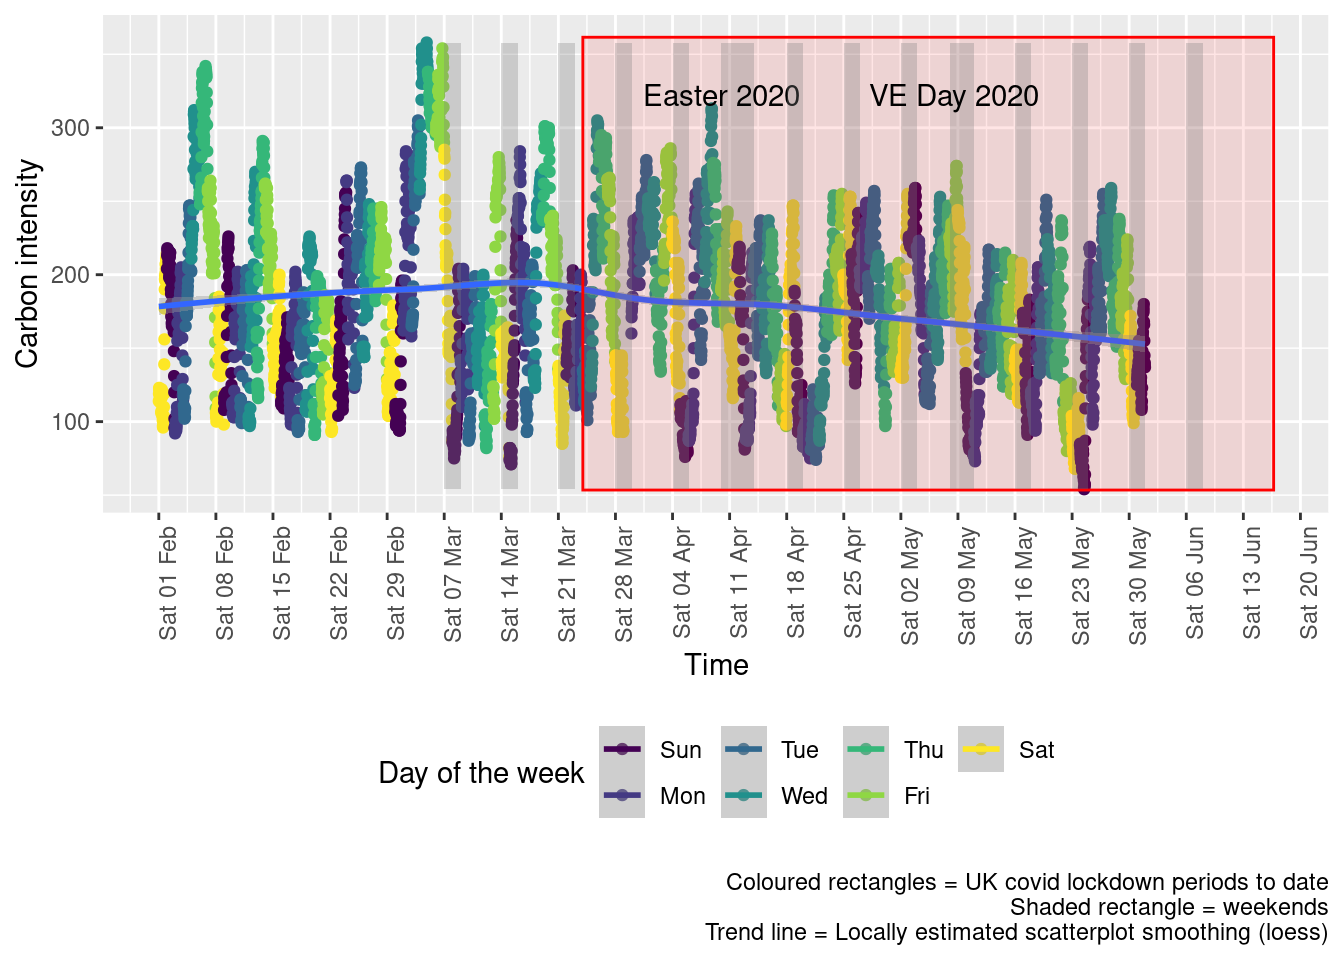 Carbon intensity
300
200
100
Easter 2020 VE Day 2020
Sat 01 Feb
Sat 08 Feb
Sat 15 Feb
Sat 22 Feb
Sat 29 Feb
Sat 07 Mar
Sat 14 Mar
Sat 21 Mar
Sat 28 Mar
Sat 04 Apr
Sat 11 Apr
Sat 18 Apr
Sat 25 Apr
Sat 02 May
Sat 09 May
Sat 16 May
Sat 23 May
Sat 30 May
Sat 06 Jun
Sat 13 Jun
Sat 20 Jun
Time
Day of the week
Sun Tue Thu Sat
Mon Wed Fri
Coloured rectangles = UK covid lockdown periods to date
Shaded rectangle = weekends
Trend line = Locally estimated scatterplot smoothing (loess)